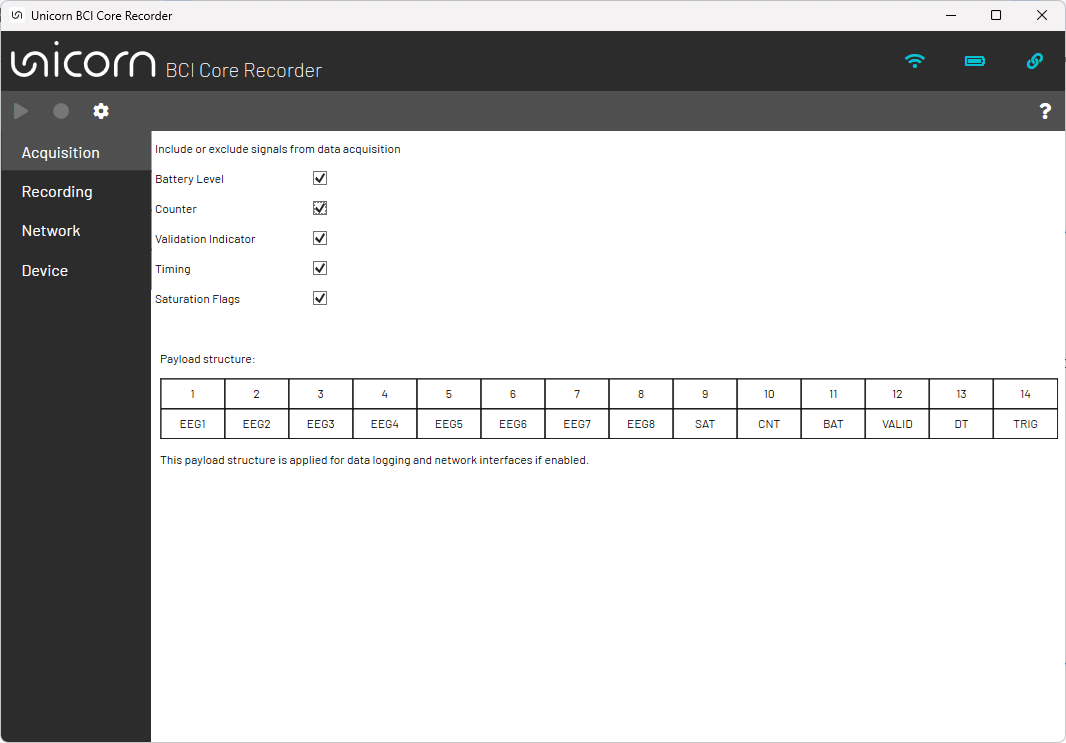 Unicorn BCI Core Recorder
unicorn BCI Core Recorder
?
Acquisition
Recording
Network
Device
Include or exclude signals from data acquisition
Battery Level
Counter
Validation Indicator
Timing
Saturation Flags
Payload structure:
1 2 3 4 5 6 7 8 9 10 11 12 13 14
EEG1 EEG2 EEG3 EEG4 EEG5 EEG6 EEG7 EEG8 SAT CNT BAT VALID DT TRIG
This payload structure is applied for data logging and network interfaces if enabled.